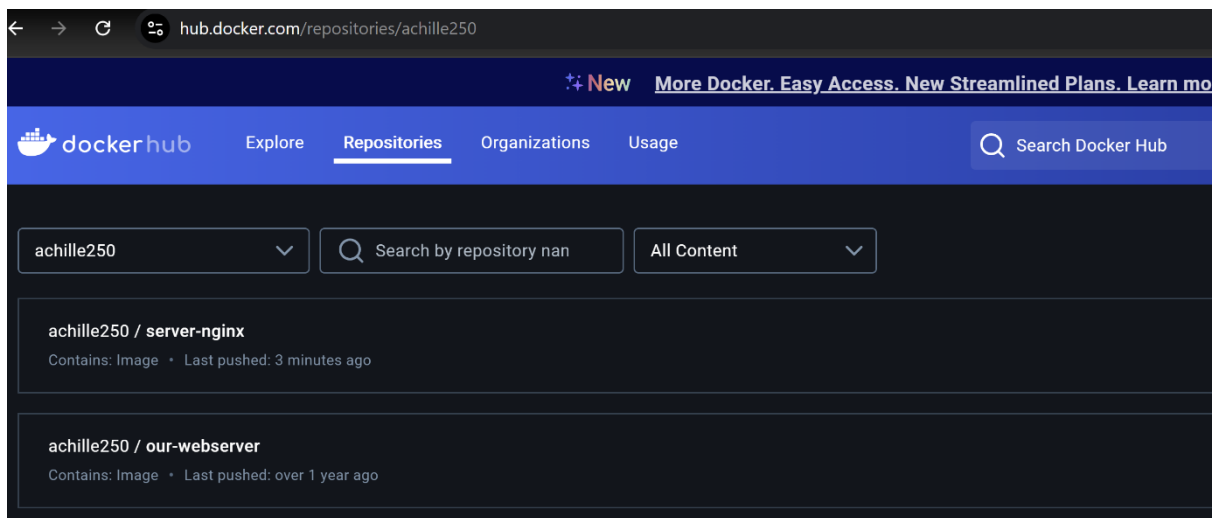 hub.docker.com/repositories/achille250
New More Docker. Easy Access. New Streamlined Plans. Learn mo
dockerhub Explore Repositories Organizations Usage Search Docker Hub
achille250 Search by repository nan All Content
achille250 / server-nginx
Contains: Image • Last pushed: 3 minutes ago
achille250 / our-webserver
Contains: Image • Last pushed: over 1 year ago